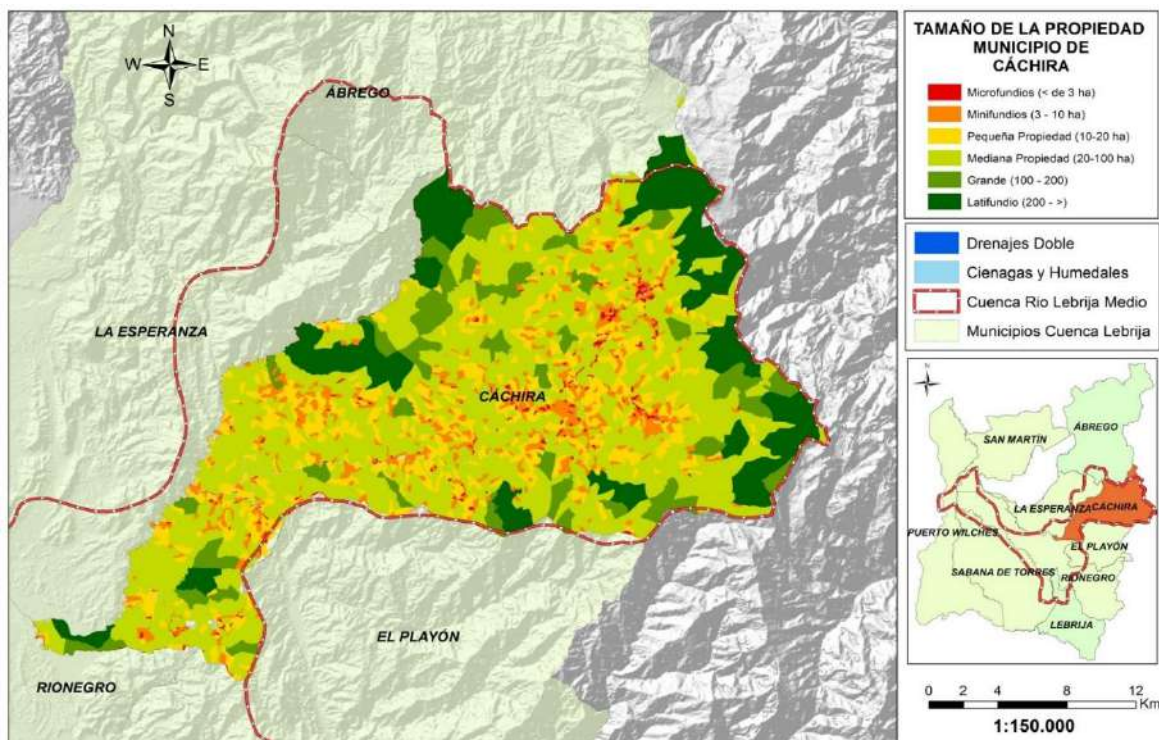 N
W E
S
ÁBREGO
LA ESPERANZA
CÁCHIRA
EL PLAYÓN
RIONEGRO
TAMAÑO DE LA PROPIEDAD
MUNICIPIO DE
CÁCHIRA
Microfundios (< de 3 ha)
Minifundios (3 - 10 ha)
Pequeña Propiedad (10-20 ha)
Mediana Propiedad (20-100 ha)
Grande (100 - 200)
Latifundio (200 - >)
Drenajes Doble
Cienagas y Humedales
Cuenca Rio Lebrija Medio
Municipios Cuenca Lebrija
N
SAN MARTÍN
ÁBREGO
LA ESPERANZA
CÁCHIRA
PUERTO WILCHES
EL PLAYÓN
SABANA DE TORRES
RIONEGRO
LEBRIJA
0 2 4 6 8 12
Km
1:150.000